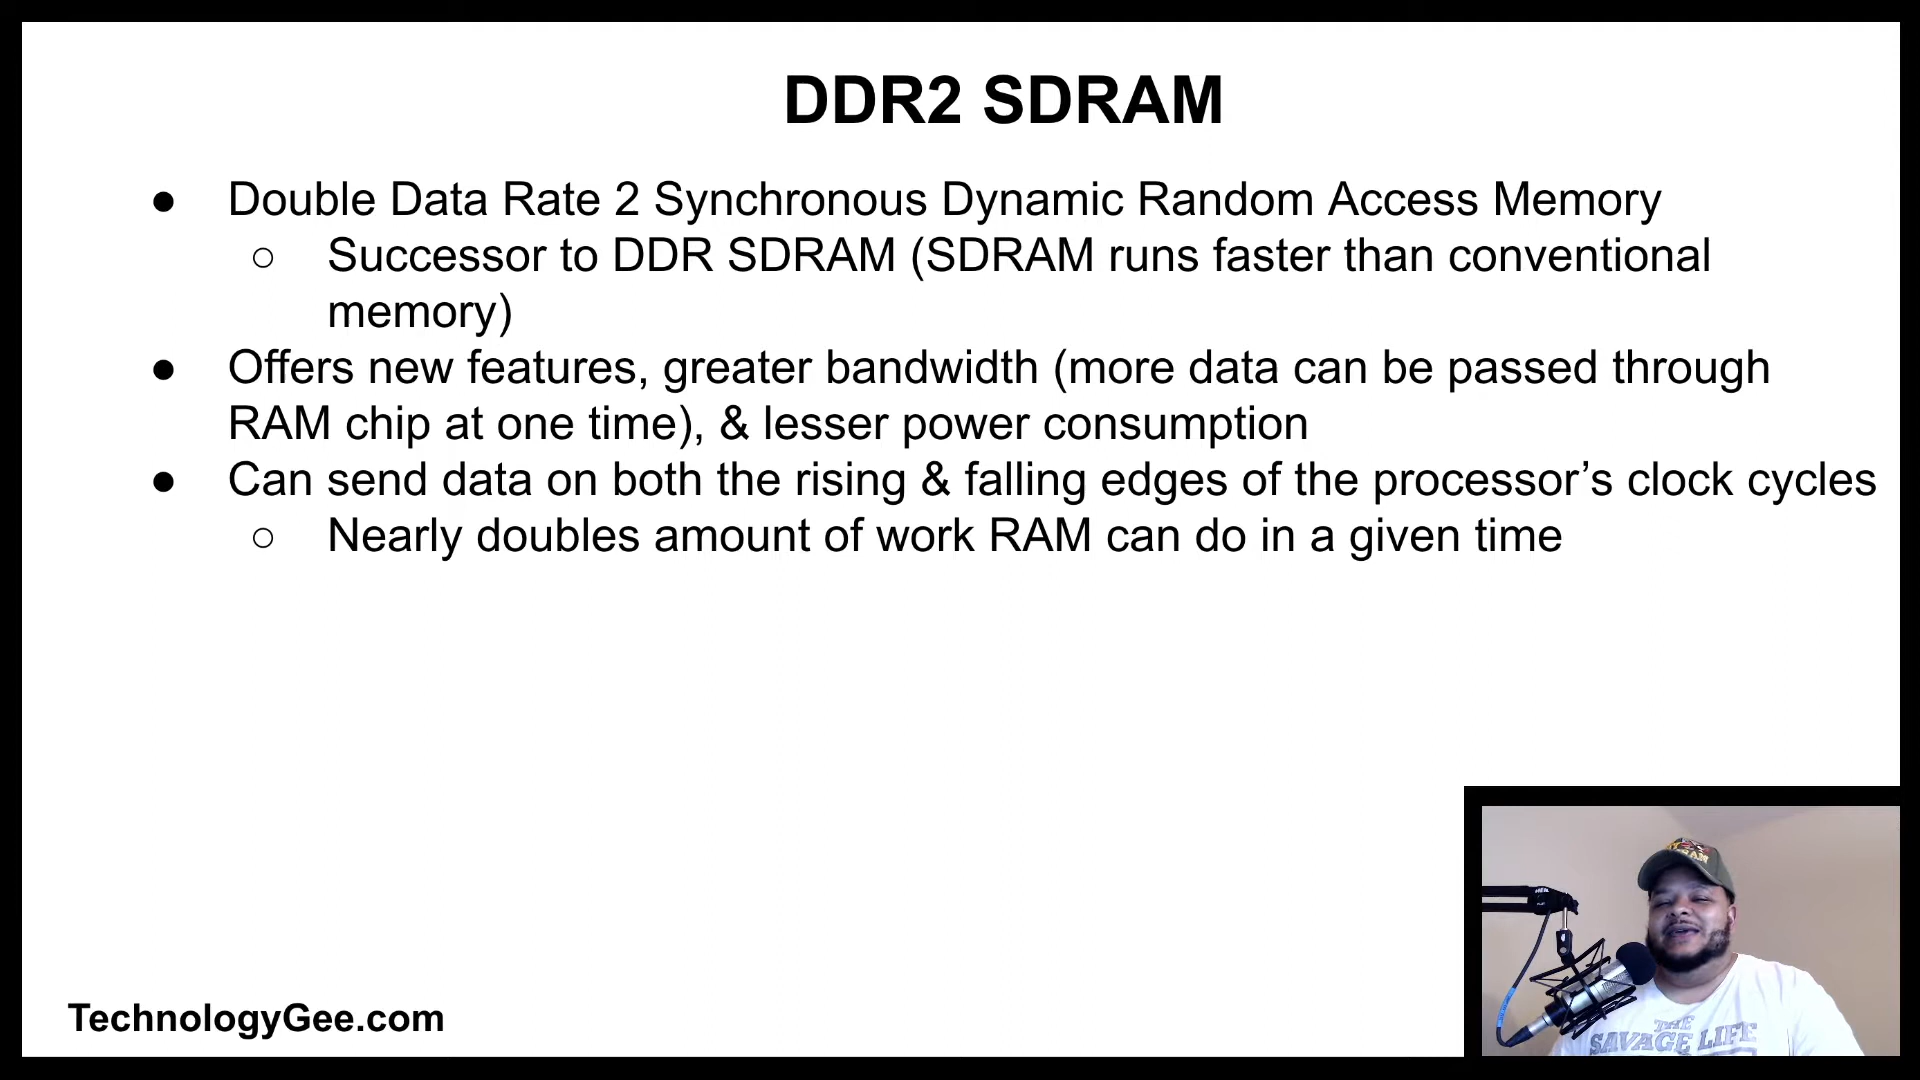 DDR2 SDRAM
● Double Data Rate 2 Synchronous Dynamic Random Access Memory
○ Successor to DDR SDRAM (SDRAM runs faster than conventional
memory)
● Offers new features, greater bandwidth (more data can be passed through
RAM chip at one time), & lesser power consumption
● Can send data on both the rising & falling edges of the processor’s clock cycles
○ Nearly doubles amount of work RAM can do in a given time
TechnologyGee.com
THE
SAVAGE LIFE